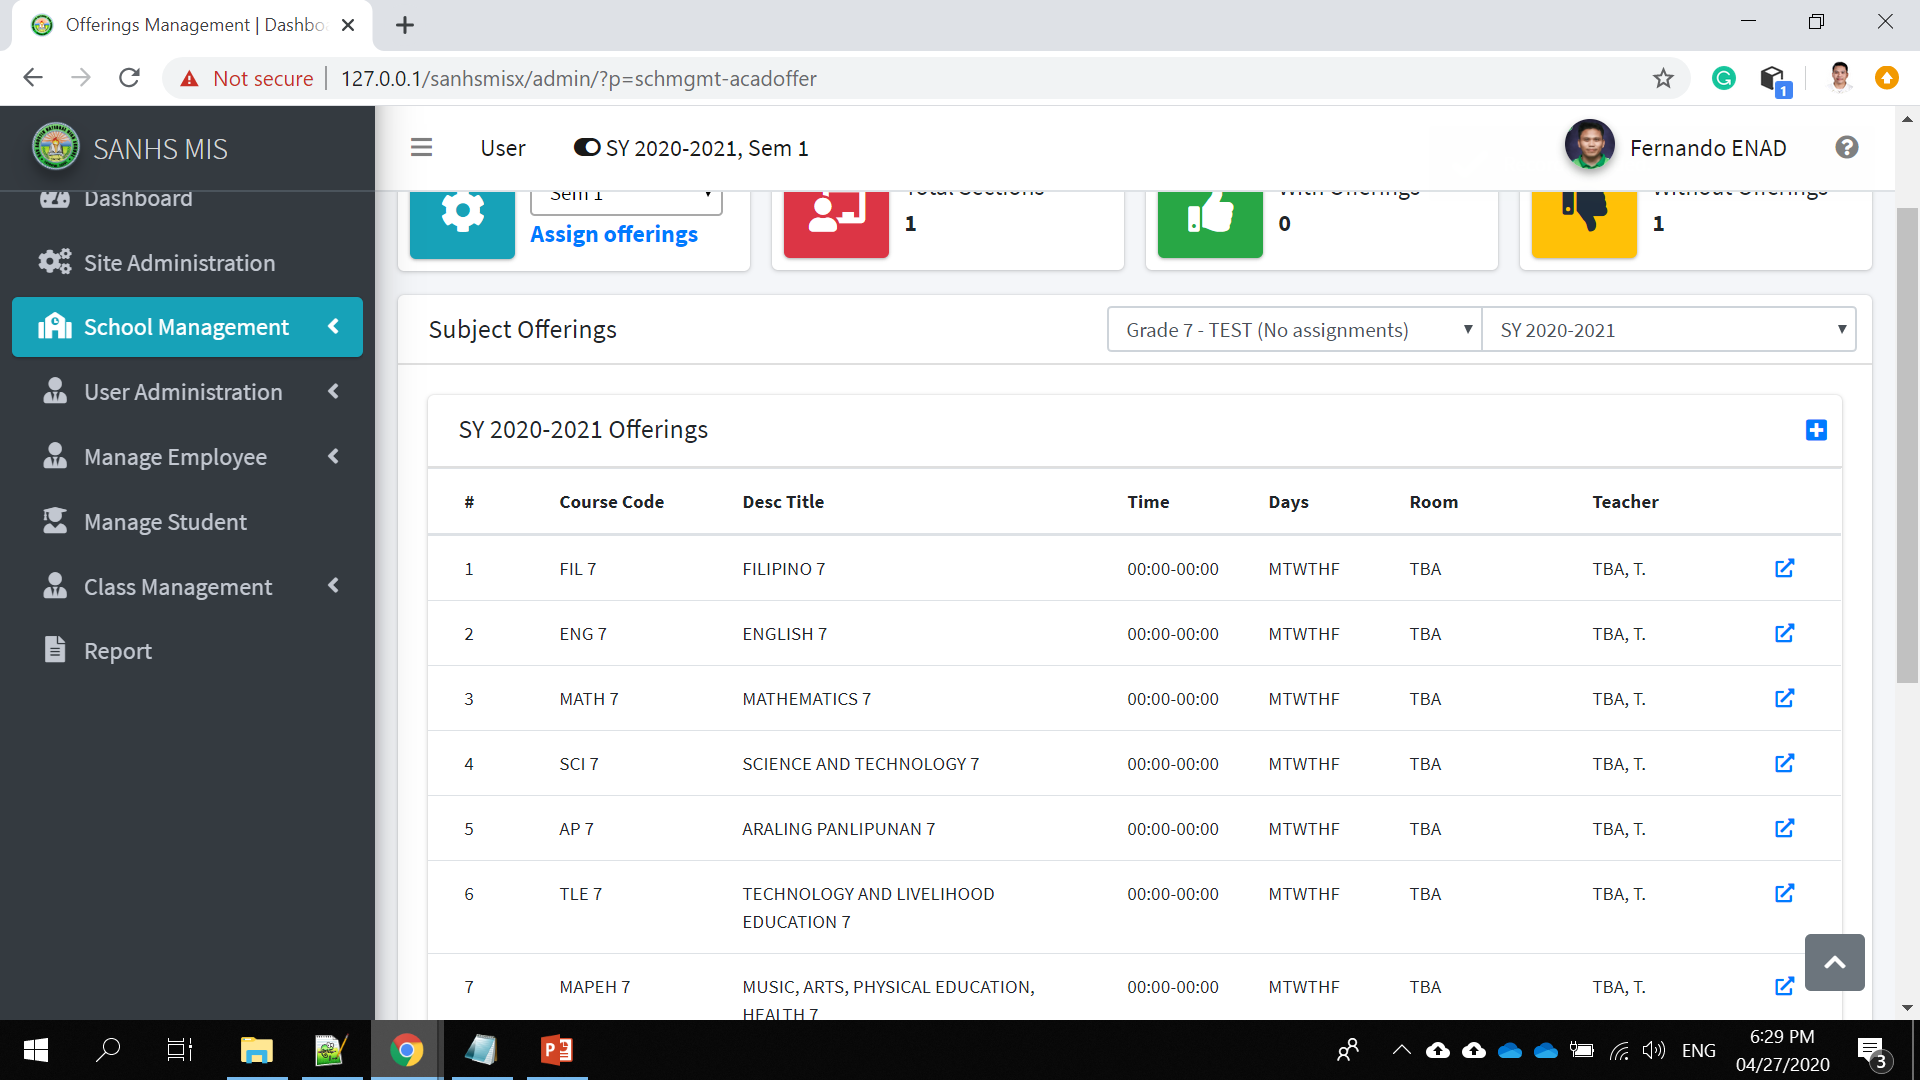 Offerings Management | Dashbo
Not secure 127.0.0.1/sanhsmisx/admin/?p=schmgmt-acadoffer
1
SANHS MIS
User
SY 2020-2021, Sem 1
Fernando ENAD
Dashboard
Site Administration
School Management
User Administration
Manage Employee
Manage Student
Class Management
Report
Sem 1
Assign offerings
Total Sections
1
With Offerings
0
Without Offerings
1
Subject Offerings
Grade 7 - TEST (No assignments)
SY 2020-2021
SY 2020-2021 Offerings
# Course Code Desc Title Time Days Room Teacher
1 FIL 7 FILIPINO 7 00:00-00:00 MTWTHF TBA TBA, T.
2 ENG 7 ENGLISH 7 00:00-00:00 MTWTHF TBA TBA, T.
3 MATH 7 MATHEMATICS 7 00:00-00:00 MTWTHF TBA TBA, T.
4 SCI 7 SCIENCE AND TECHNOLOGY 7 00:00-00:00 MTWTHF TBA TBA, T.
5 AP 7 ARALING PANLIPUNAN 7 00:00-00:00 MTWTHF TBA TBA, T.
6 TLE 7 TECHNOLOGY AND LIVELIHOOD 00:00-00:00 MTWTHF TBA TBA, T.
EDUCATION 7
7 MAPEH 7 MUSIC, ARTS, PHYSICAL EDUCATION, 00:00-00:00 MTWTHF TBA TBA, T.
HEALTH 7
ENG
6:29 PM
04/27/2020
3